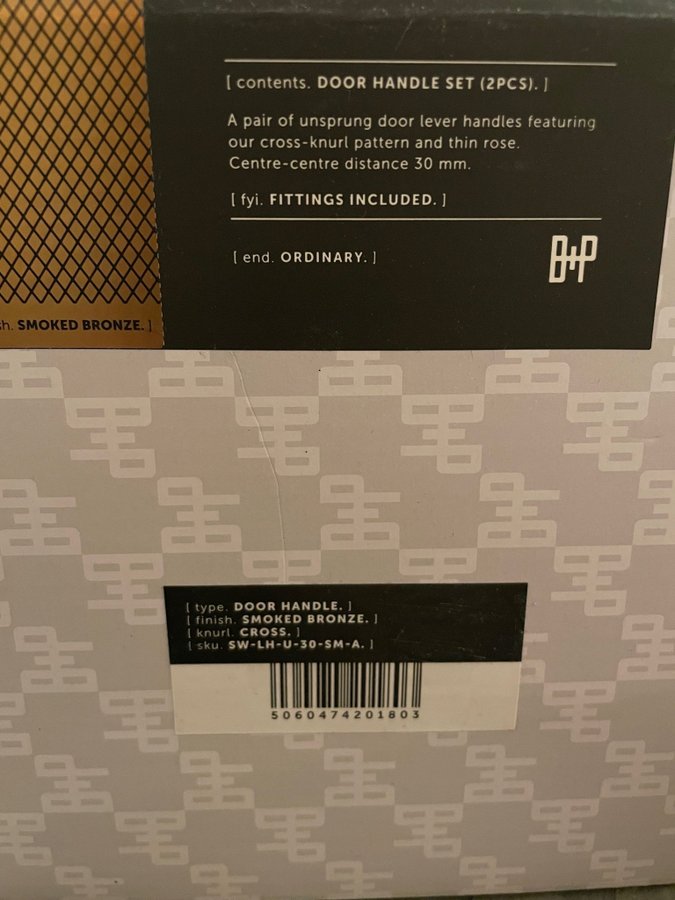 [ contents. DOOR HANDLE SET (2PCS). ]
A pair of unsprung door lever handles featuring
our cross-knurl pattern and thin rose.
Centre-centre distance 30 mm.
[ fyi. FITTINGS INCLUDED. ]
[ end. ORDINARY. ]
B+P
SMOKED BRONZE. ]
[ type. DOOR HANDLE. ]
[ finish. SMOKED BRONZE. ]
[ knurl. CROSS. ]
[ sku. SW-LH-U-30-SM-A. ]
5060474201803